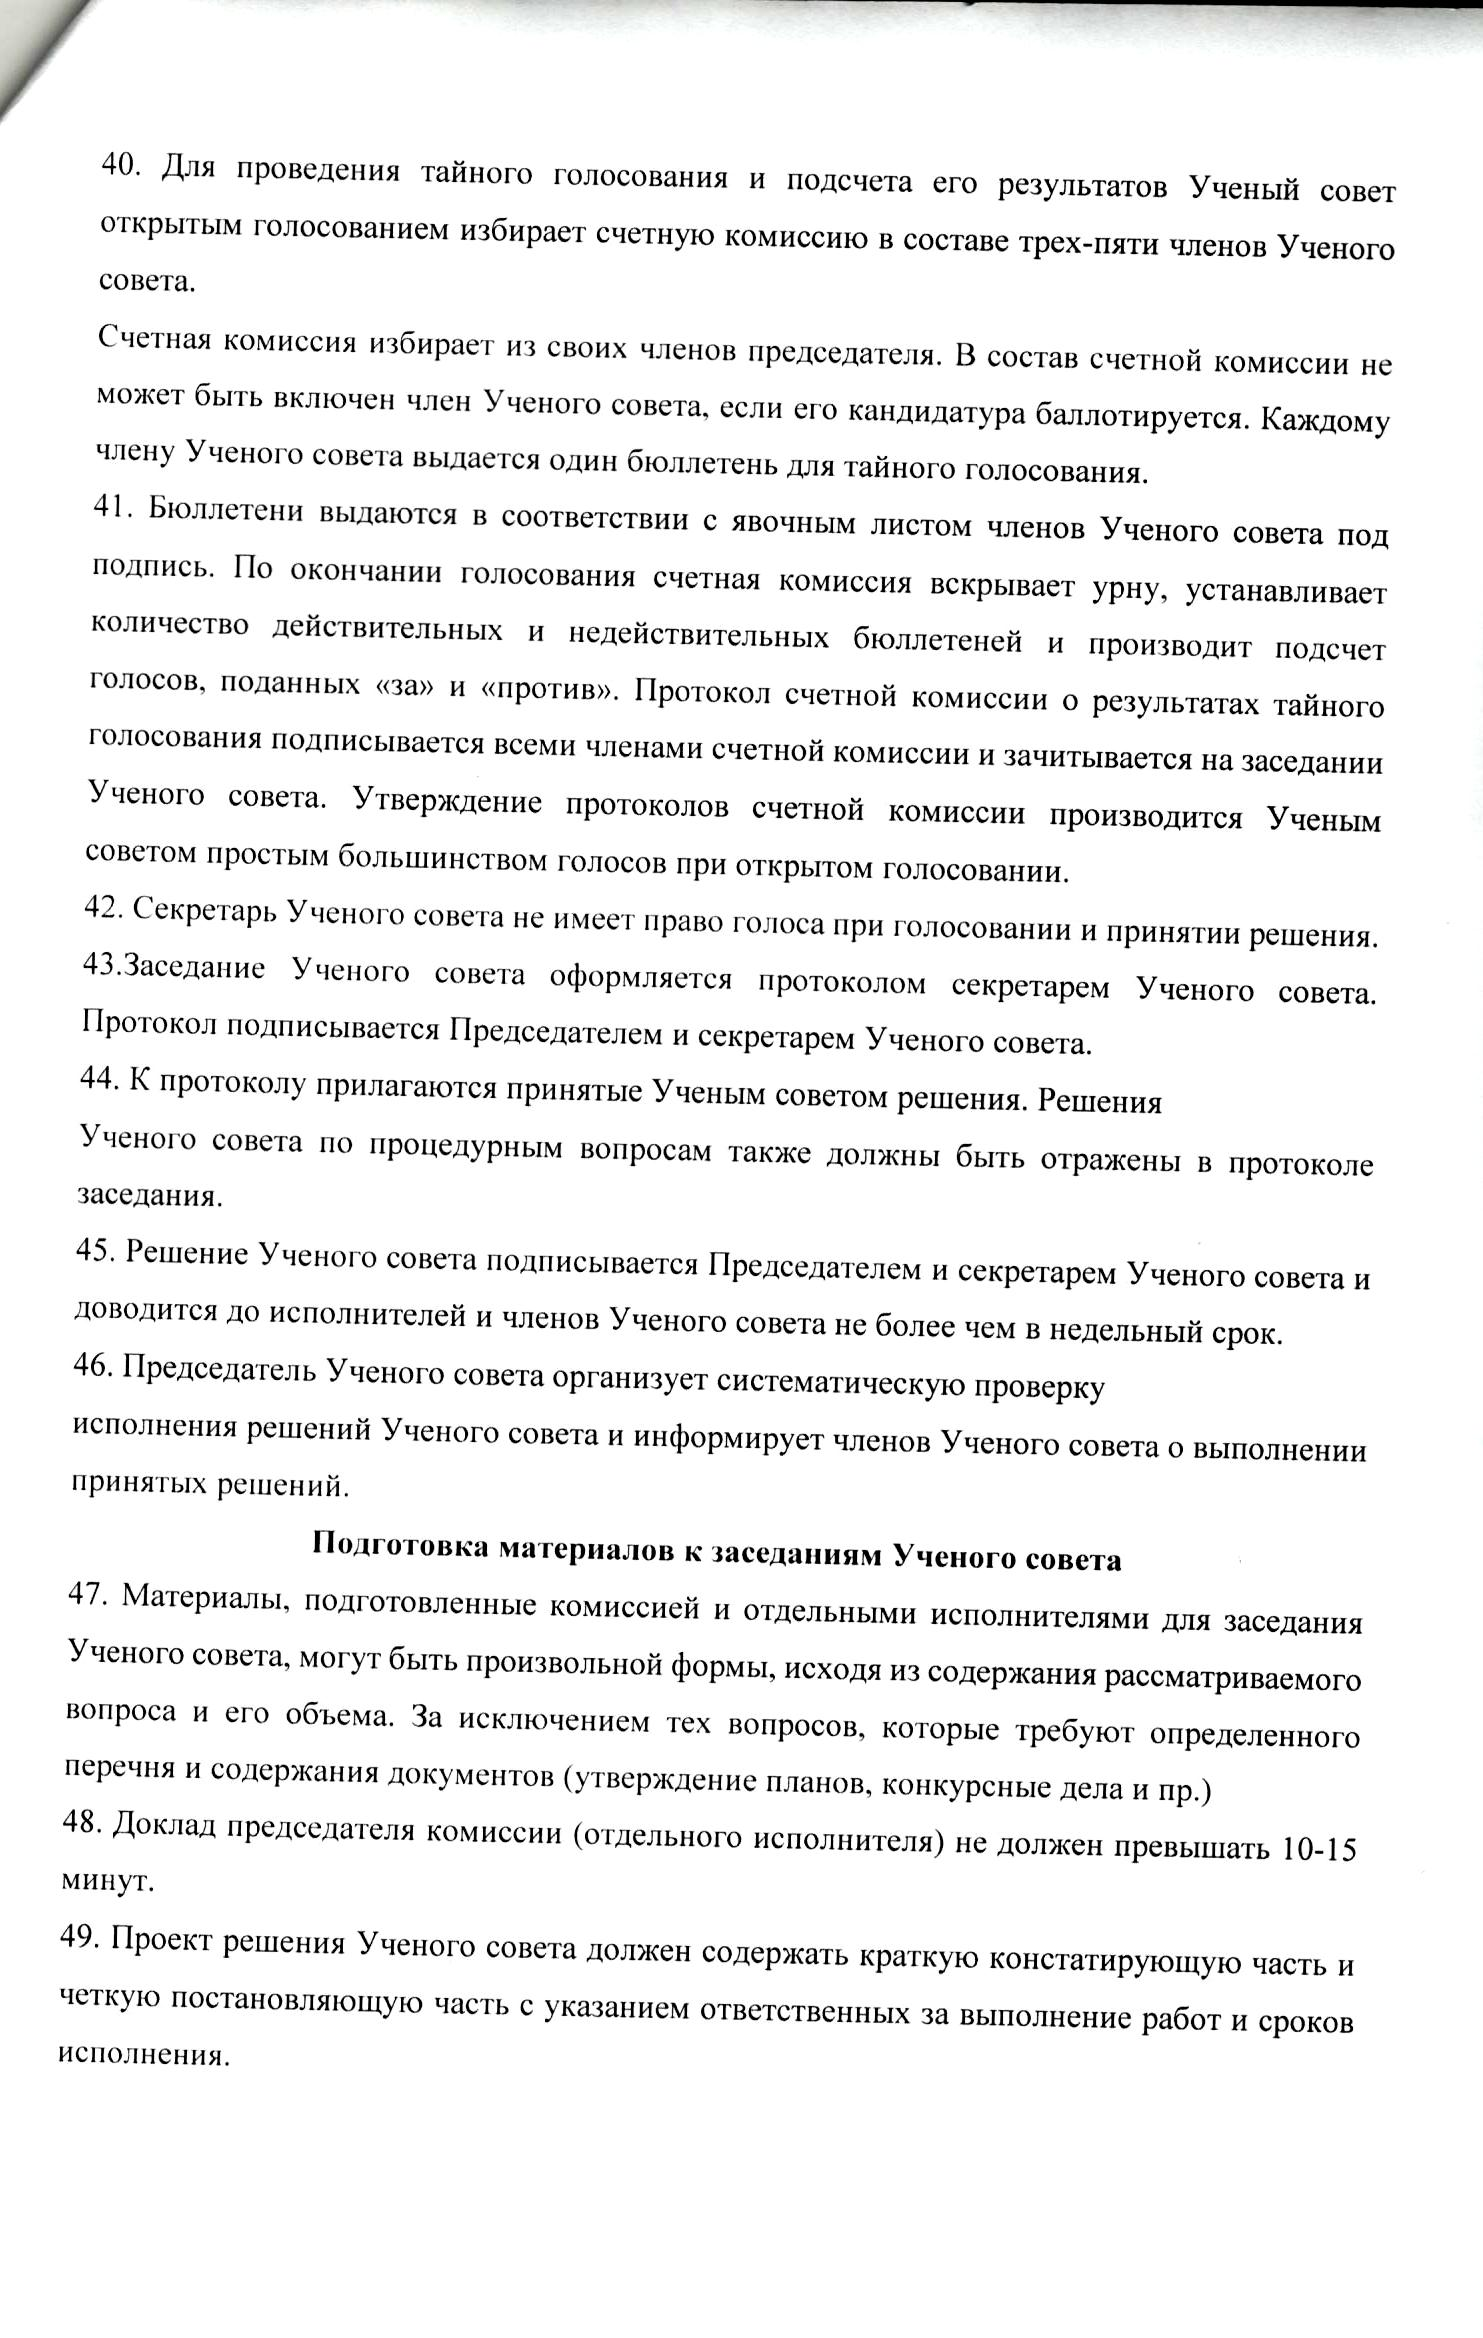 40. Для проведения тайного голосования и подсчета его результатов Ученый совет
открытым голосованием избирает счетную комиссию в составе трех-пяти членов Ученого
совета.
Счетная комиссия избирает из своих членов председателя. В состав счетной комиссии не
может быть включен член Ученого совета, если его кандидатура баллотируется. Каждому
члену Ученого совета выдается один бюллетень для тайного голосования.
41. Бюллетени выдаются в соответствии с явочным листом членов Ученого совета под
подпись. По окончании голосования счетная комиссия вскрывает урну, устанавливает
количество действительных и недействительных бюллетеней и производит подсчет
голосов, поданных «за» и «против». Протокол счетной комиссии о результатах тайного
голосования подписывается всеми членами счетной комиссии и зачитывается на заседании
Ученого совета. Утверждение протоколов счетной комиссии производится Ученым
советом простым большинством голосов при открытом голосовании.
42. Секретарь Ученого совета не имеет право голоса при голосовании и принятии решения.
43.Заседание Ученого совета оформляется протоколом секретарем Ученого совета.
Протокол подписывается Председателем и секретарем Ученого совета.
44. К протоколу прилагаются принятые Ученым советом решения. Решения
Ученого совета по процедурным вопросам также должны быть отражены в протоколе
заседания.
45. Решение Ученого совета подписывается Председателем и секретарем Ученого совета и
доводится до исполнителей и членов Ученого совета не более чем в недельный срок.
46. Председатель Ученого совета организует систематическую проверку
исполнения решений Ученого совета и информирует членов Ученого совета о выполнении
принятых решений.
Подготовка материалов к заседаниям Ученого совета
47. Материалы, подготовленные комиссией и отдельными исполнителями для заседания
Ученого совета, могут быть произвольной формы, исходя из содержания рассматриваемого
вопроса и его объема. За исключением тех вопросов, которые требуют определенного
перечня и содержания документов (утверждение планов, конкурсные дела и пр.)
48. Доклад председателя комиссии (отдельного исполнителя) не должен превышать 10-15
минут.
49. Проект решения Ученого совета должен содержать краткую констатирующую часть и
четкую постановляющую часть с указанием ответственных за выполнение работ и сроков
исполнения.